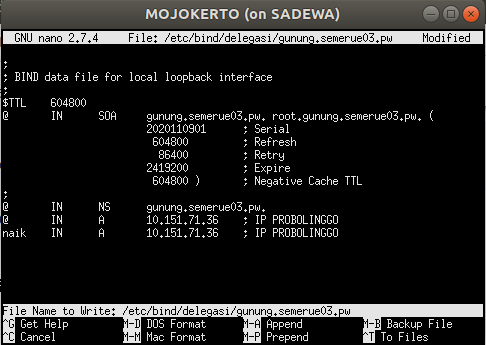 MOJOKERTO (on SADEWA)
GNU nano 2.7.4 File: /etc/bind/delegasi/gunung.semerue03.pw Modified
;
; BIND data file for local loopback interface
;
$TTL 604800
@ IN SOA gunung.semerue03.pw. root.gunung.semerue03.pw. (
2020110901 ; Serial
604800 ; Refresh
86400 ; Retry
2419200 ; Expire
604800 ) ; Negative Cache TTL
;
@ IN NS gunung.semerue03.pw.
@ IN A 10.151.71.36 ; IP PROBOLINGGO
naik IN A 10.151.71.36 ; IP PROBOLINGGO
File Name to Write: /etc/bind/delegasi/gunung.semerue03.pw
^G Get Help M-D DOS Format M-A Append M-B Backup File
^C Cancel M-M Mac Format M-P Prepend ^T To Files